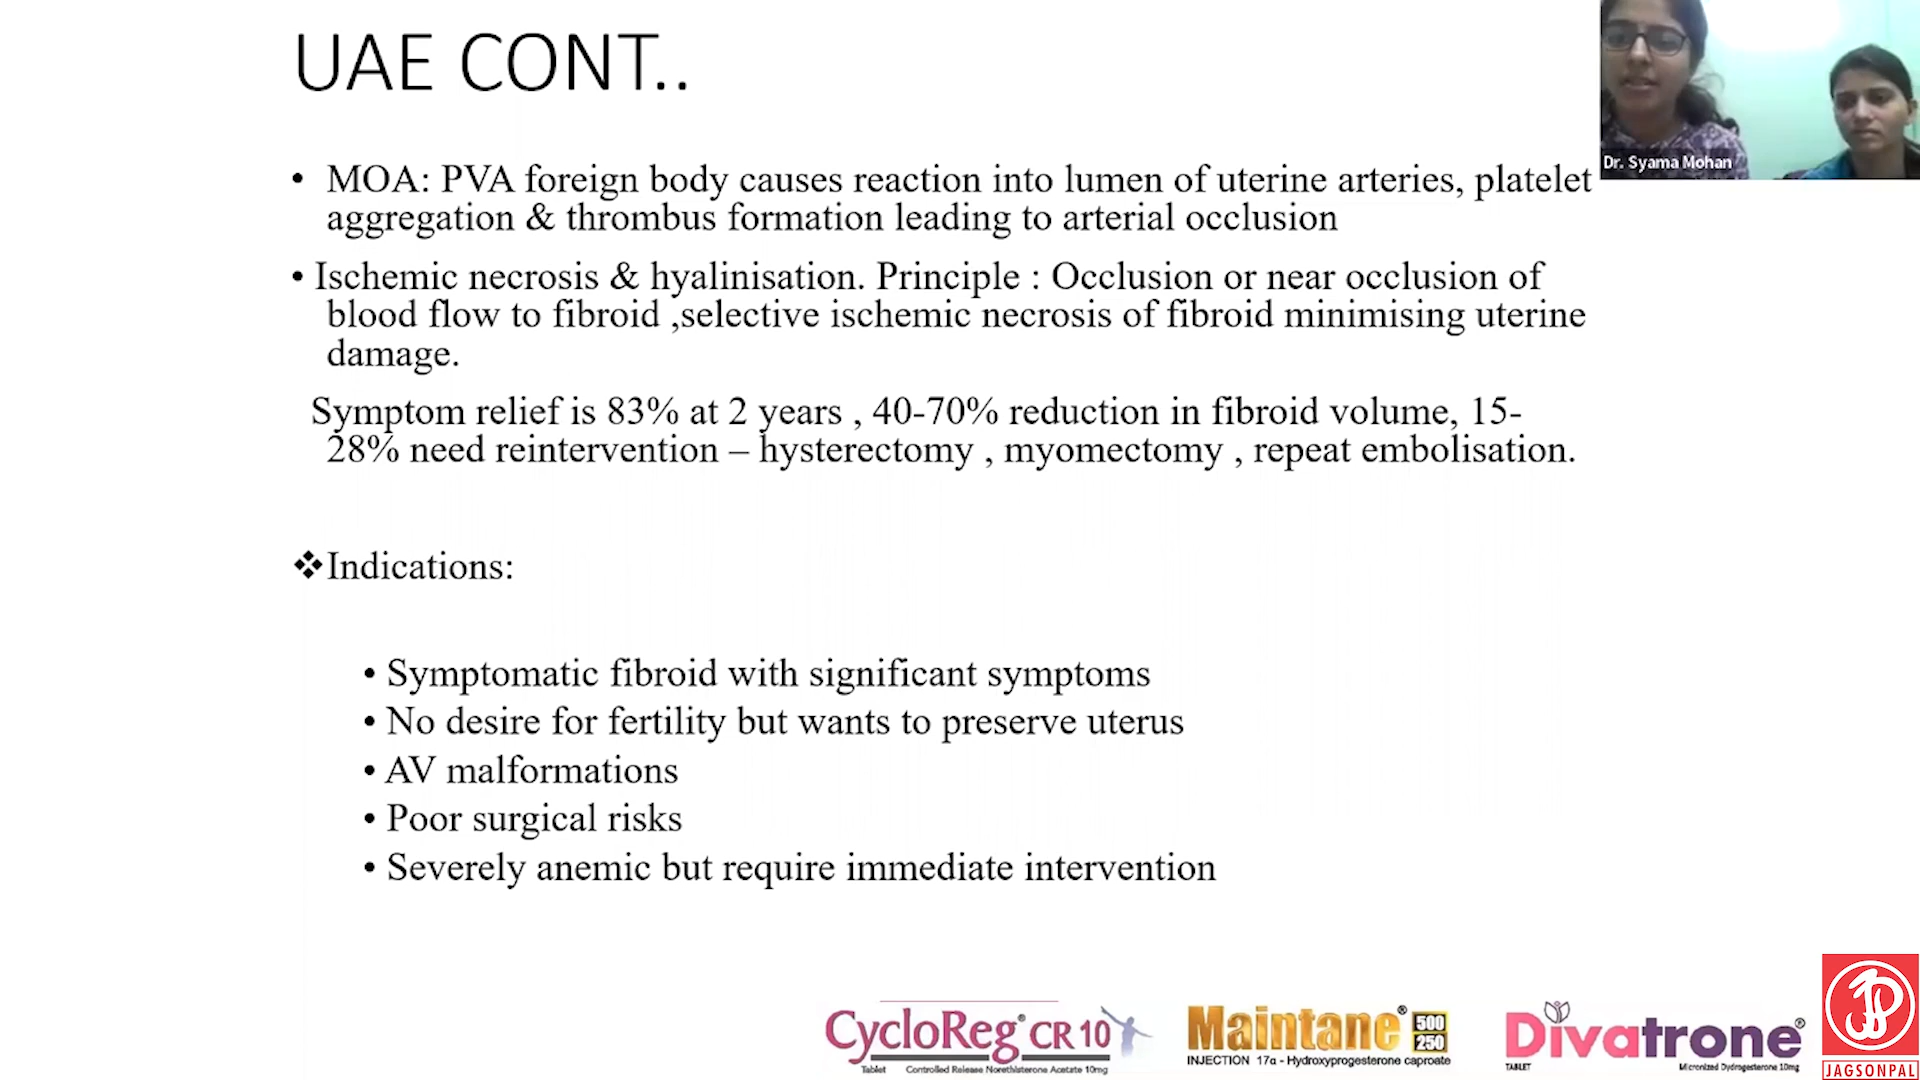 UAE CONT..
Dr. Syama Mohan
• MOA: PVA foreign body causes reaction into lumen of uterine arteries, platelet
aggregation & thrombus formation leading to arterial occlusion
• Ischemic necrosis & hyalinisation. Principle : Occlusion or near occlusion of
blood flow to fibroid ,selective ischemic necrosis of fibroid minimising uterine
damage.
Symptom relief is 83% at 2 years , 40-70% reduction in fibroid volume, 15-
28% need reintervention – hysterectomy , myomectomy , repeat embolisation.
❖Indications:
• Symptomatic fibroid with significant symptoms
• No desire for fertility but wants to preserve uterus
• AV malformations
• Poor surgical risks
• Severely anemic but require immediate intervention
CycloReg® CR 10
Tablet Controlled Release Norethisterone Acetate 10mg
Maintane® 500 250
INJECTION 17α - Hydroxyprogesterone caproate
Divatrone®
TABLET Micronized Dydrogesterone 10mg
JAGSONPAL